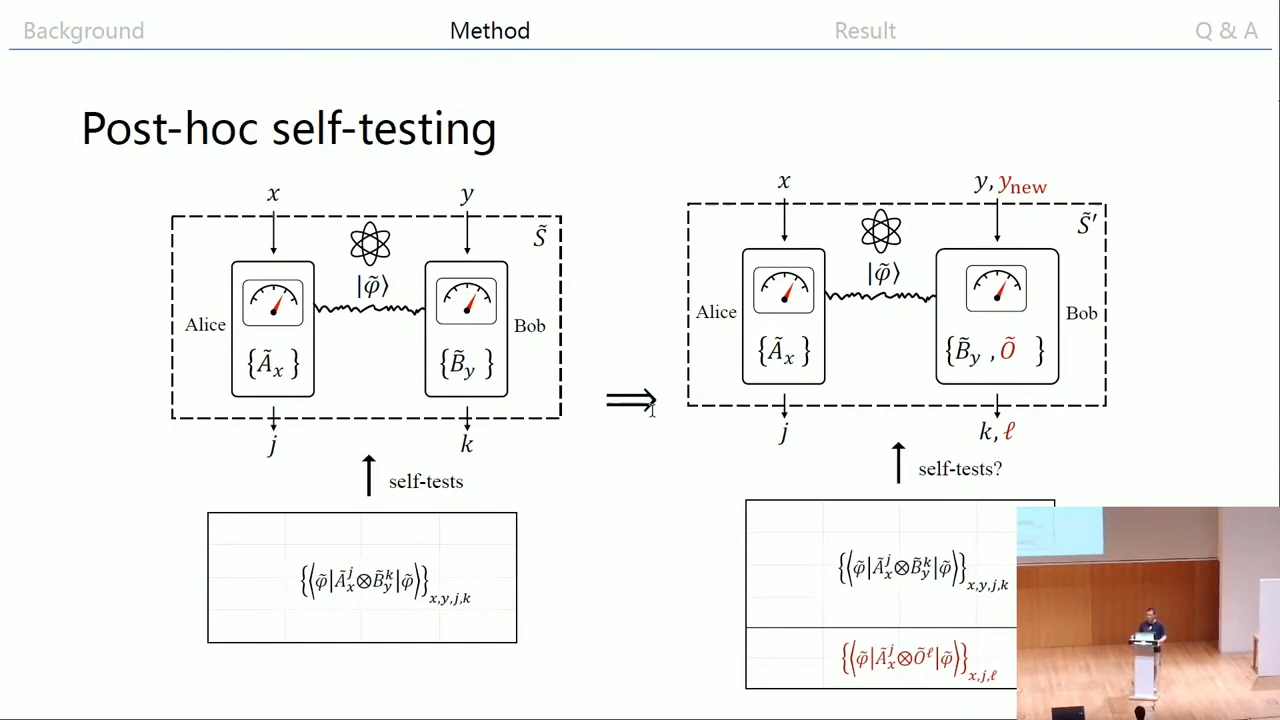 Background Method Result Q & A
Post-hoc self-testing
x y
S̃
|φ̃⟩
Alice Bob
{Ã_x} {B̃_y}
j k
self-tests
{⟨φ̃|Ã_x^j⊗B̃_y^k|φ̃⟩}_{x,y,j,k}
⟹
x y, y_new
S̃′
|φ̃⟩
Alice Bob
{Ã_x} {B̃_y , Õ }
j k, ℓ
self-tests?
{⟨φ̃|Ã_x^j⊗B̃_y^k|φ̃⟩}_{x,y,j,k}
{⟨φ̃|Ã_x^j⊗Õ^ℓ|φ̃⟩}_{x,j,ℓ}